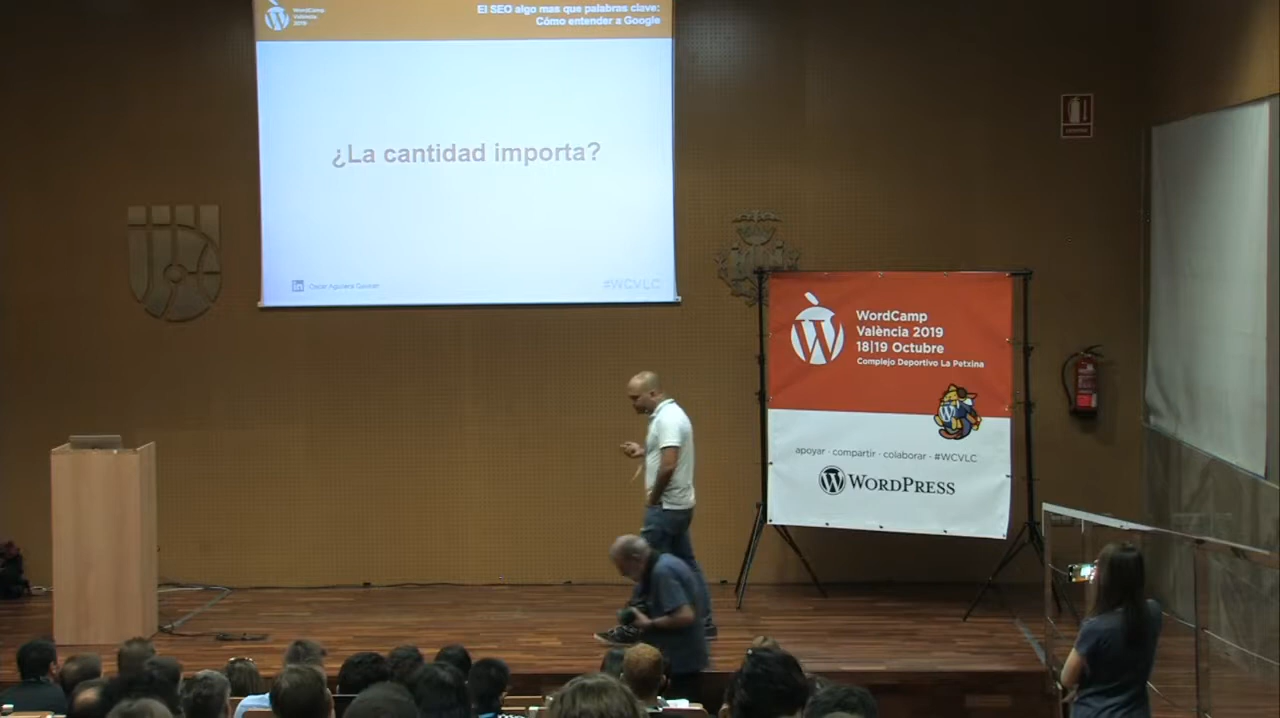 WordCamp
València
2019
El SEO algo mas que palabras clave:
Cómo entender a Google
¿La cantidad importa?
in
#WCVLC
WordCamp
València 2019
18|19 Octubre
Complejo Deportivo La Petxina
apoyar · compartir · colaborar · #WCVLC
WORDPRESS